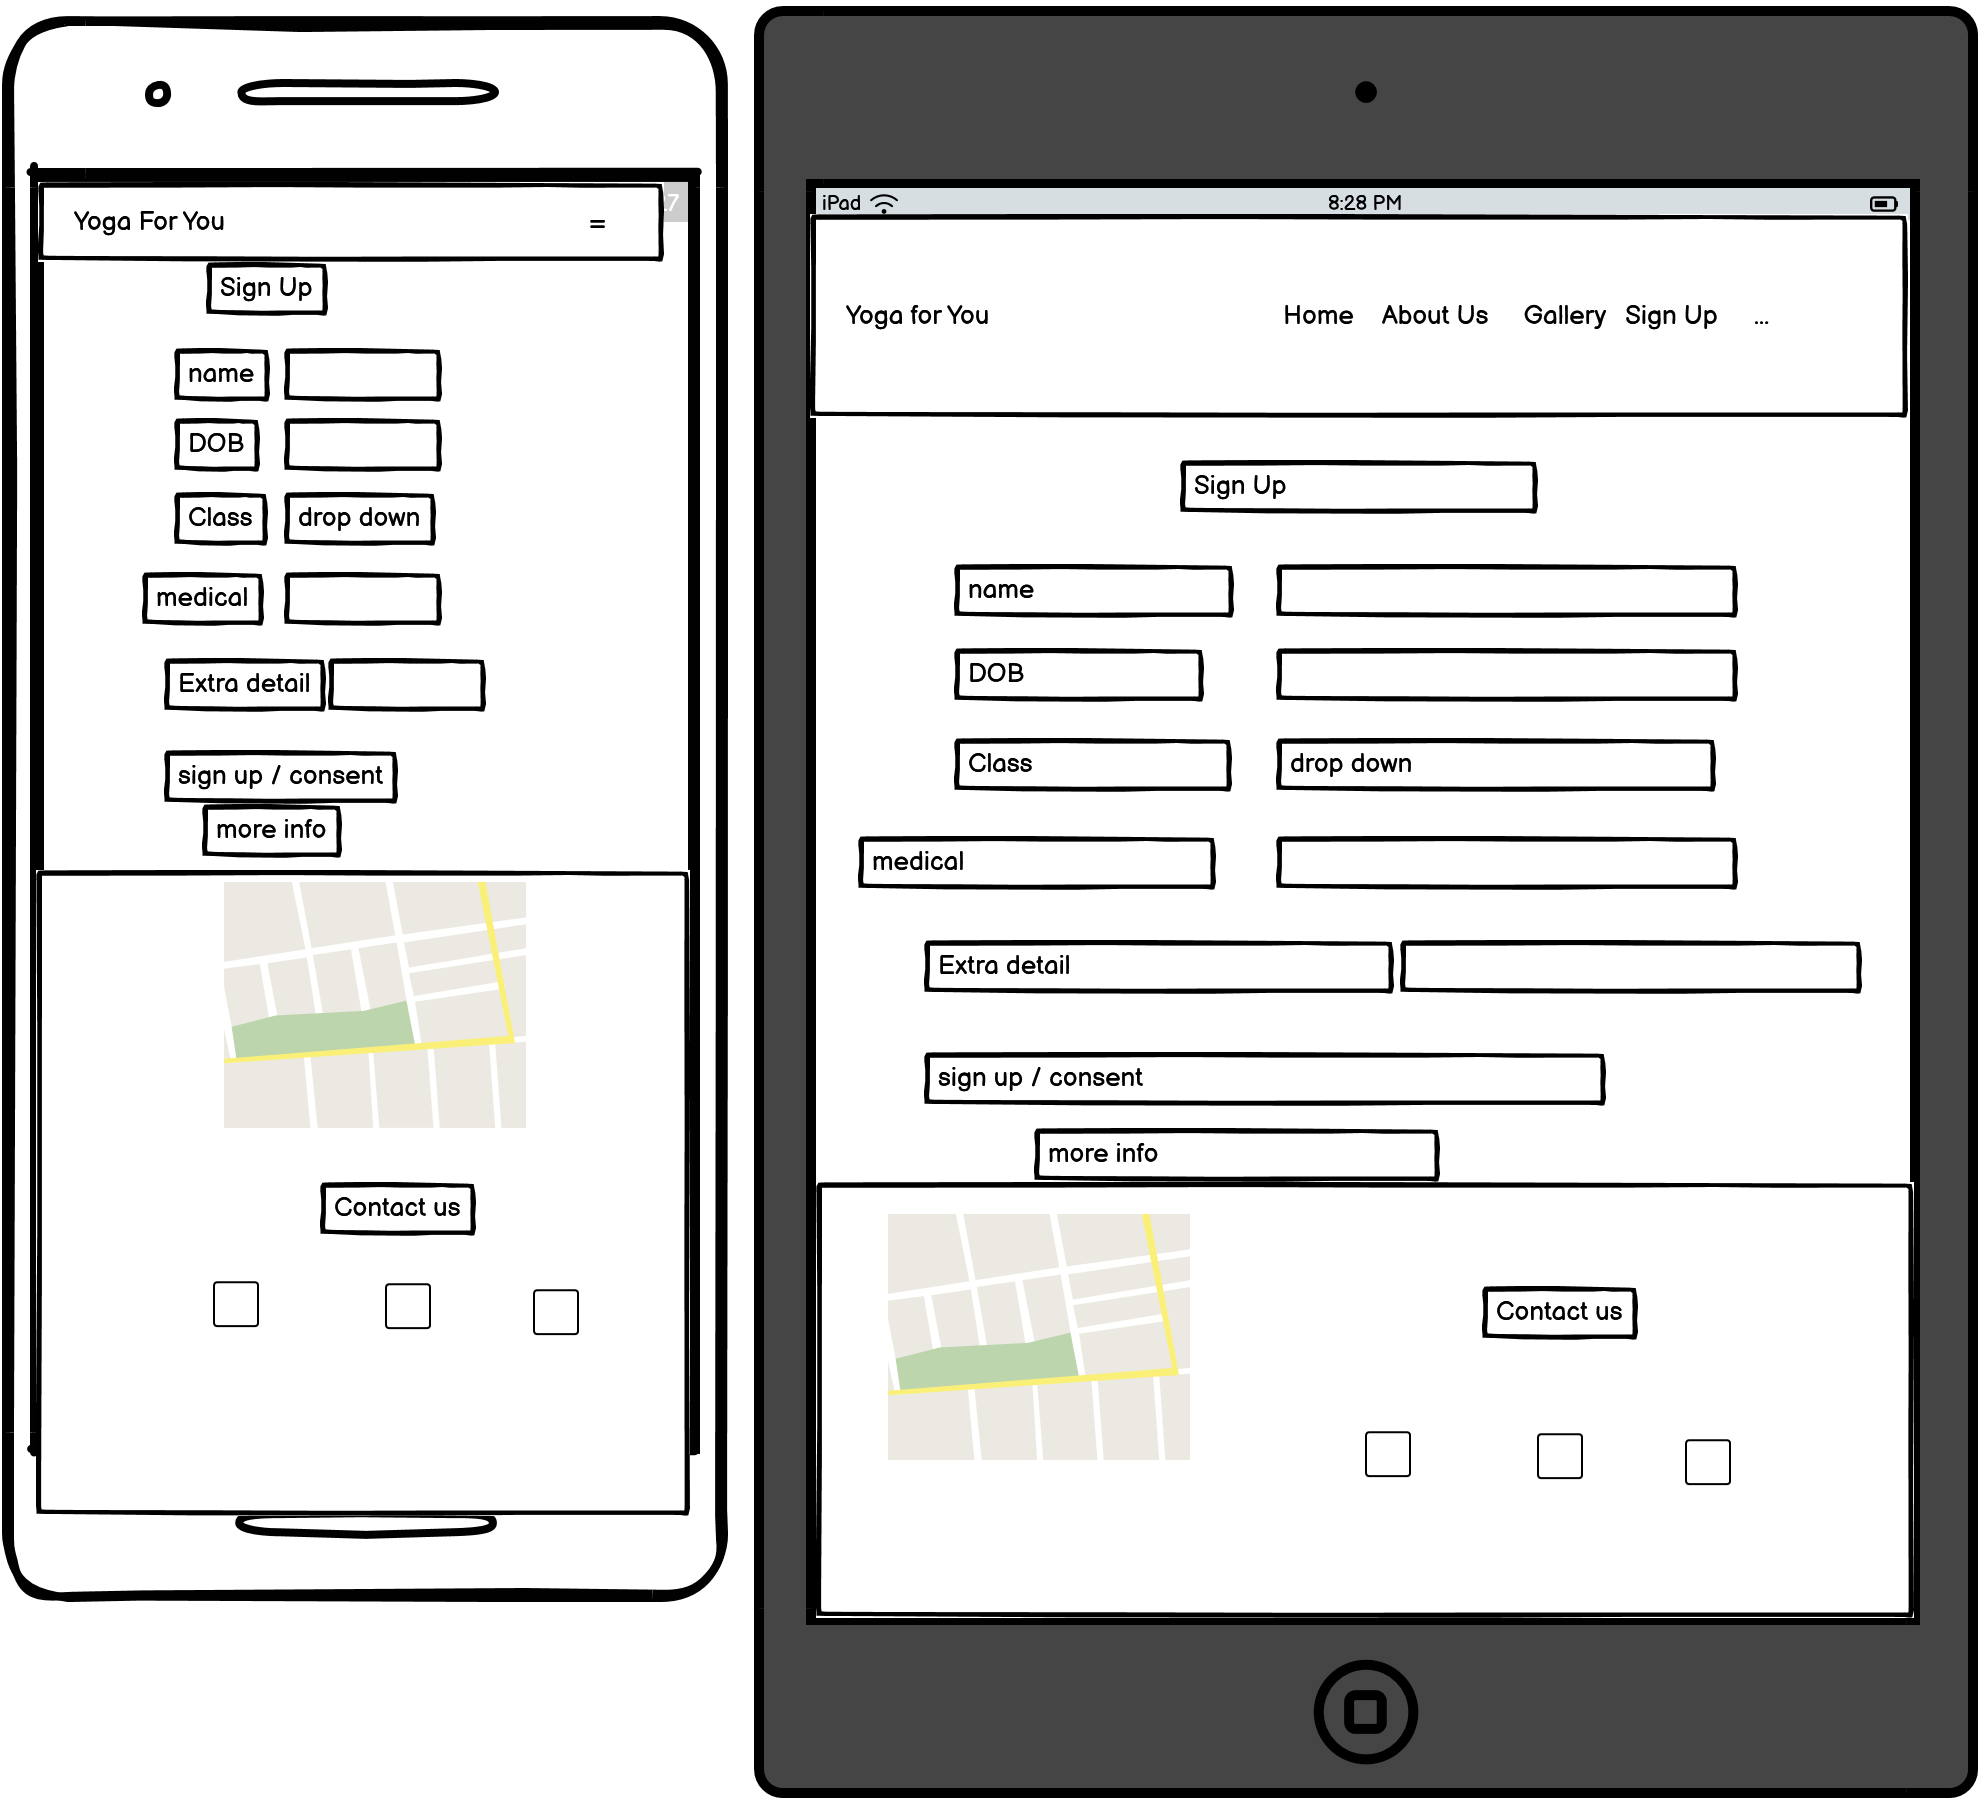 Yoga For You =
Sign Up
name
DOB
Class drop down
medical
Extra detail
sign up / consent
more info
Contact us
iPad 8:28 PM
Yoga for You Home About Us Gallery Sign Up ...
Sign Up
name
DOB
Class drop down
medical
Extra detail
sign up / consent
more info
Contact us